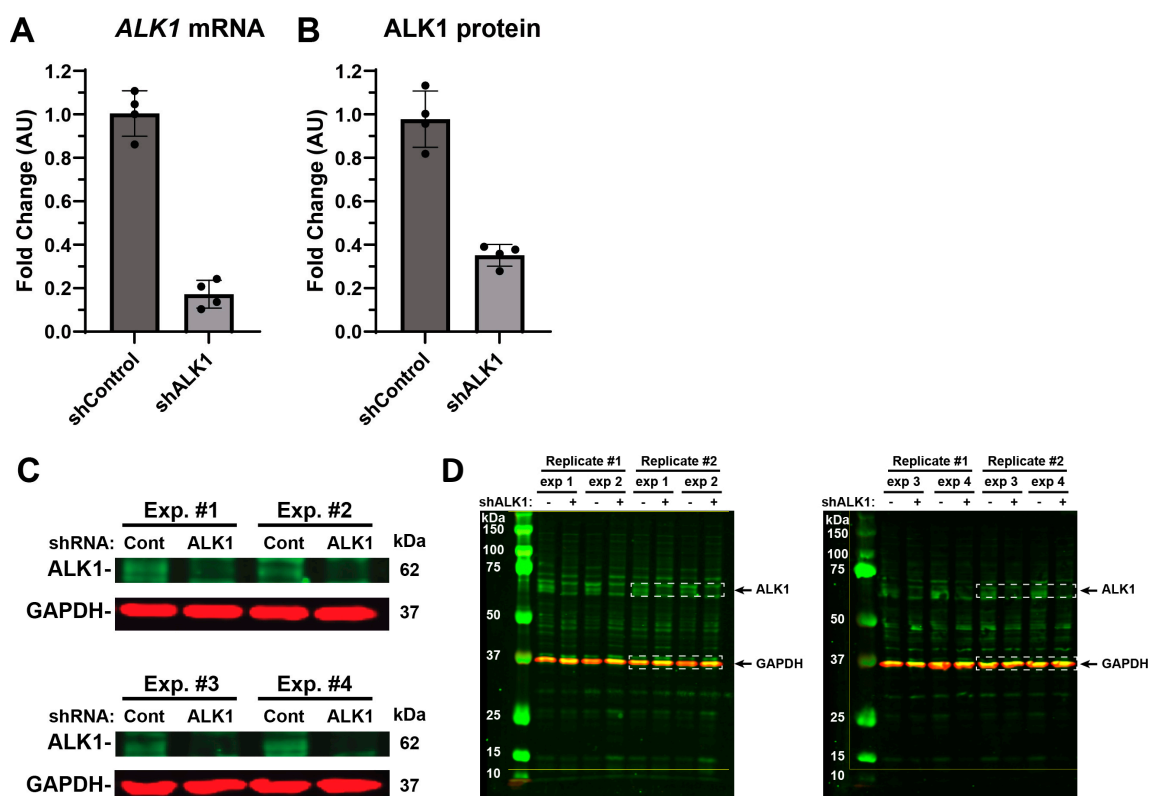 A ALK1 mRNA
Fold Change (AU)
1.2
1.0
0.8
0.6
0.4
0.2
0.0
shControl
shALK1
B ALK1 protein
Fold Change (AU)
1.2
1.0
0.8
0.6
0.4
0.2
0.0
shControl
shALK1
C
Exp. #1 Exp. #2
shRNA: Cont ALK1 Cont ALK1 kDa
ALK1- 62
GAPDH- 37
Exp. #3 Exp. #4
shRNA: Cont ALK1 Cont ALK1 kDa
ALK1- 62
GAPDH- 37
D
Replicate #1 Replicate #2
exp 1 exp 2 exp 1 exp 2
shALK1: - + - + - + - +
kDa
150
100
75
ALK1
50
37
GAPDH
25
15
10
Replicate #1 Replicate #2
exp 3 exp 4 exp 3 exp 4
shALK1: - + - + - + - +
kDa
150
100
75
ALK1
50
37
GAPDH
25
15
10